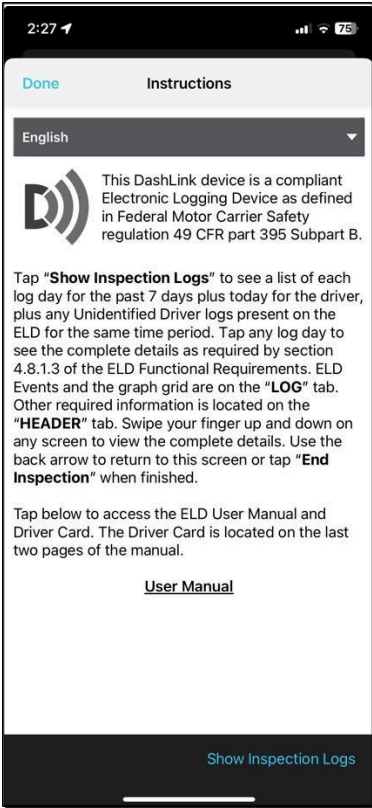 2:27
75
Done
Instructions
English
This DashLink device is a compliant
Electronic Logging Device as defined
in Federal Motor Carrier Safety
regulation 49 CFR part 395 Subpart B.
Tap “Show Inspection Logs” to see a list of each
log day for the past 7 days plus today for the driver,
plus any Unidentified Driver logs present on the
ELD for the same time period. Tap any log day to
see the complete details as required by section
4.8.1.3 of the ELD Functional Requirements. ELD
Events and the graph grid are on the “LOG” tab.
Other required information is located on the
“HEADER” tab. Swipe your finger up and down on
any screen to view the complete details. Use the
back arrow to return to this screen or tap “End
Inspection” when finished.
Tap below to access the ELD User Manual and
Driver Card. The Driver Card is located on the last
two pages of the manual.
User Manual
Show Inspection Logs